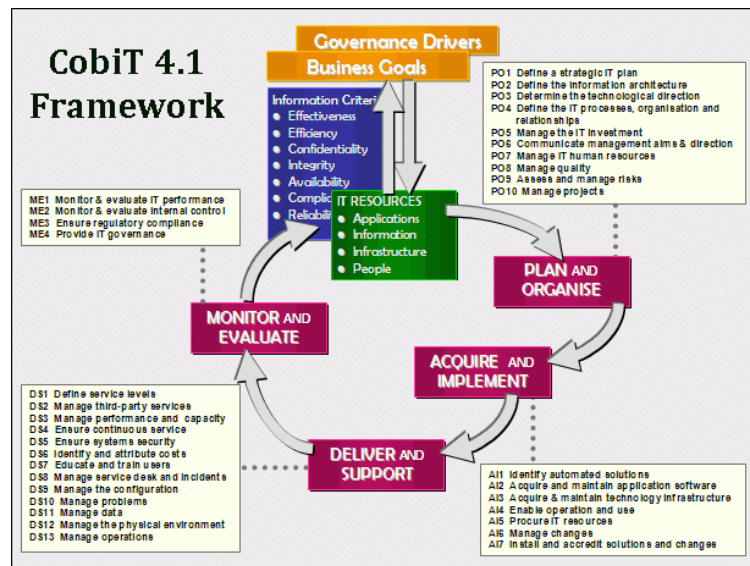 CobiT 4.1
Framework
Governance Drivers
Business Goals
Information Criteri
Effectiveness
Efficiency
Confidentiality
Integrity
Availability
Complia
Reliabili
IT RESOURCES
Applications
Information
Infrastructure
People
PO1 Define a strategic IT plan
PO2 Define the information architecture
PO3 Determine the technological direction
PO4 Define the IT processes, organisation and
relationships
PO5 Manage the IT investment
PO6 Communicate management aims & direction
PO7 Manage IT human resources
PO8 Manage quality
PO9 Assess and manage risks
PO10 Manage projects
PLAN AND
ORGANISE
ACQUIRE AND
IMPLEMENT
AI1 Identify automated solutions
AI2 Acquire and maintain application software
AI3 Acquire & maintain technology infrastructure
AI4 Enable operation and use
AI5 Procure IT resources
AI6 Manage changes
AI7 Install and accredit solutions and changes
DELIVER AND
SUPPORT
DS1 Define service levels
DS2 Manage third-party services
DS3 Manage performance and capacity
DS4 Ensure continuous service
DS5 Ensure systems security
DS6 Identify and attribute costs
DS7 Educate and train users
DS8 Manage service desk and incidents
DS9 Manage the configuration
DS10 Manage problems
DS11 Manage data
DS12 Manage the physical environment
DS13 Manage operations
MONITOR AND
EVALUATE
ME1 Monitor & evaluate IT performance
ME2 Monitor & evaluate internal control
ME3 Ensure regulatory compliance
ME4 Provide IT governance